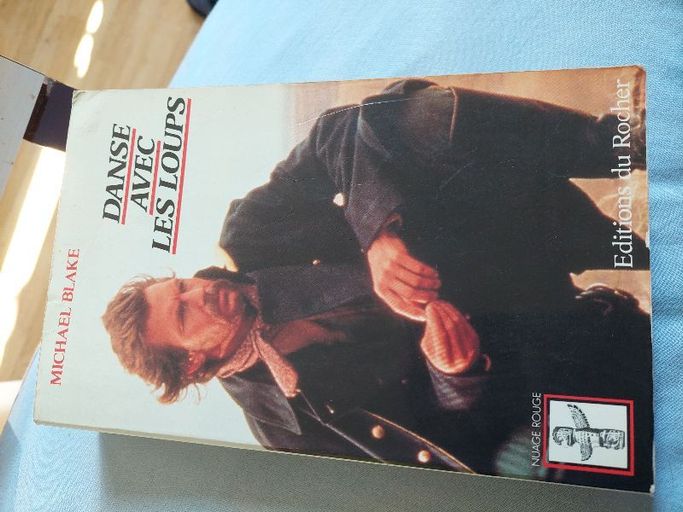 MICHAEL BLAKE
DANSE
AVEC
LES LOUPS
NUAGE ROUGE
Editions du Rocher